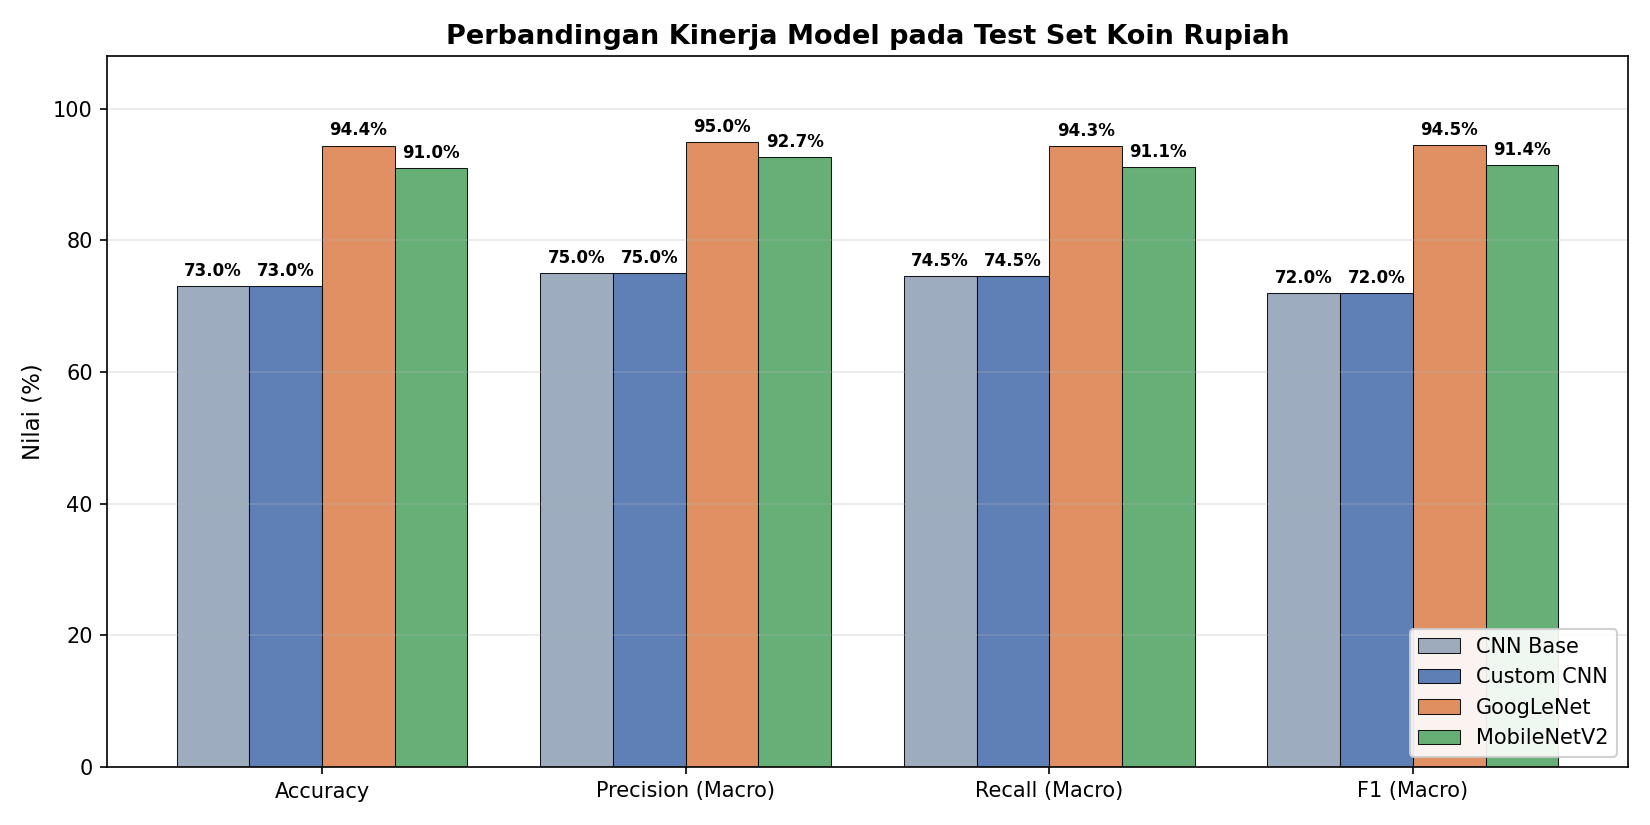 Perbandingan Kinerja Model pada Test Set Koin Rupiah
Nilai (%)
100
80
60
40
20
0
73.0% 73.0% 94.4% 91.0%
75.0% 75.0% 95.0% 92.7%
74.5% 74.5% 94.3% 91.1%
72.0% 72.0% 94.5% 91.4%
Accuracy
Precision (Macro)
Recall (Macro)
F1 (Macro)
CNN Base
Custom CNN
GoogLeNet
MobileNetV2